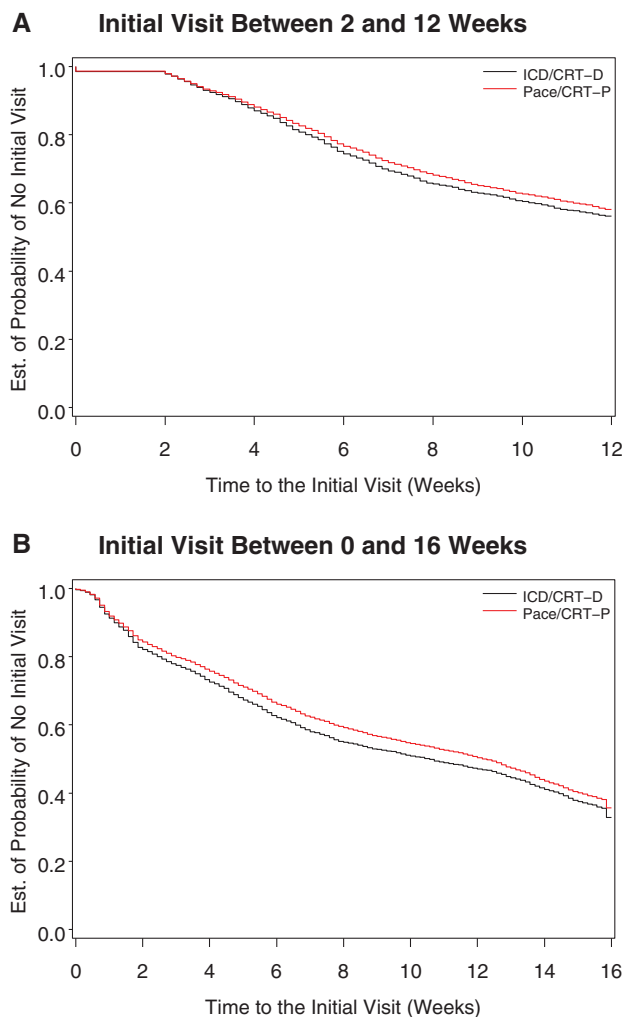 A Initial Visit Between 2 and 12 Weeks
Est. of Probability of No Initial Visit
1.0
0.8
0.6
0.4
0.2
0.0
ICD/CRT−D
Pace/CRT−P
0 2 4 6 8 10 12
Time to the Initial Visit (Weeks)
B Initial Visit Between 0 and 16 Weeks
Est. of Probability of No Initial Visit
1.0
0.8
0.6
0.4
0.2
0.0
ICD/CRT−D
Pace/CRT−P
0 2 4 6 8 10 12 14 16
Time to the Initial Visit (Weeks)